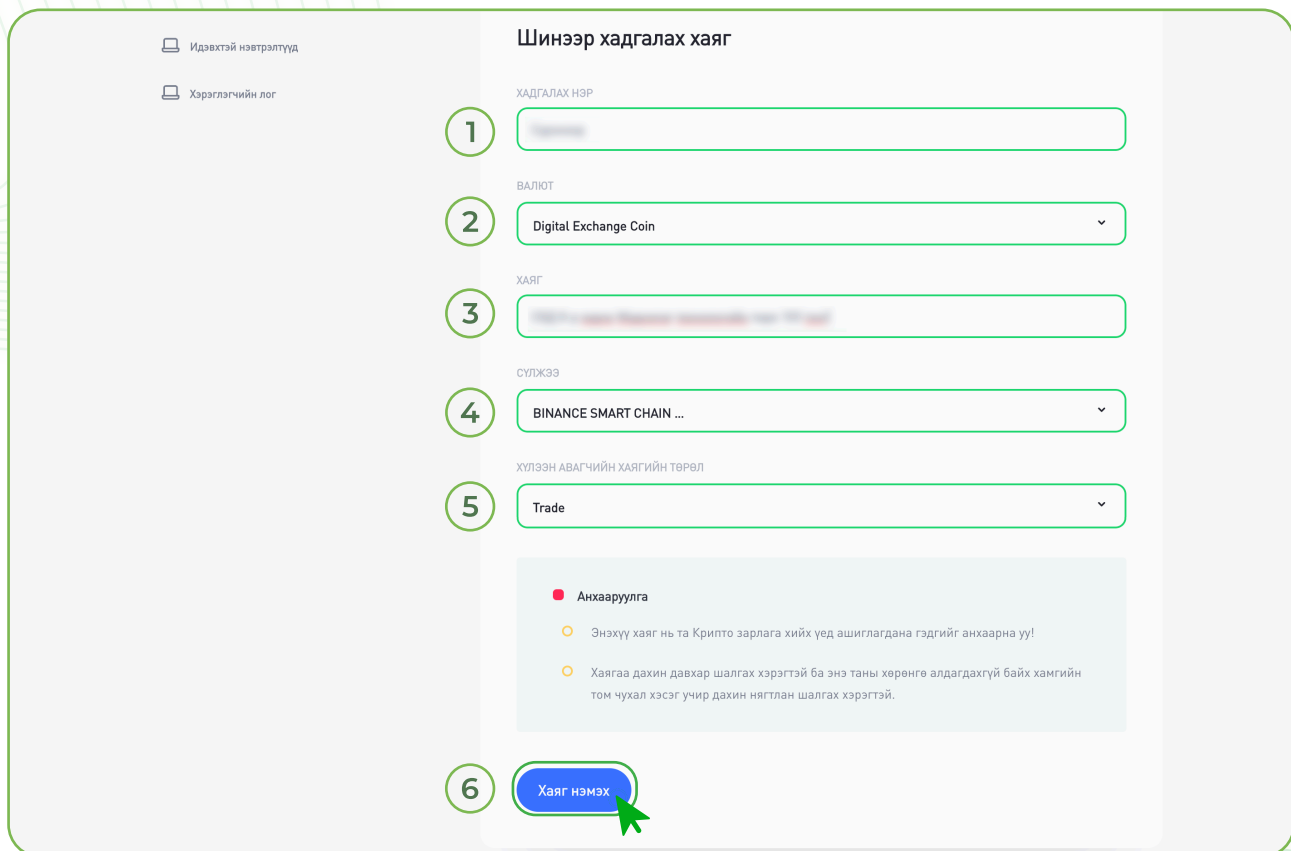 Идэвхтэй нэвтрэлтүүд
Хэрэглэгчийн лог
Шинээр хадгалах хаяг
ХАДГАЛАХ НЭР
1
ВАЛЮТ
2
Digital Exchange Coin
ХАЯГ
3
СҮЛЖЭЭ
4
BINANCE SMART CHAIN ...
ХҮЛЭЭН АВАГЧИЙН ХАЯГИЙН ТӨРӨЛ
5
Trade
Анхааруулга
Энэхүү хаяг нь та Крипто зарлага хийх үед ашиглагдана гэдгийг анхаарна уу!
Хаягаа дахин давхар шалгах хэрэгтэй ба энэ таны хөрөнгө алдагдахгүй байх хамгийн
том чухал хэсэг учир дахин нягтлан шалгах хэрэгтэй.
6
Хаяг нэмэх